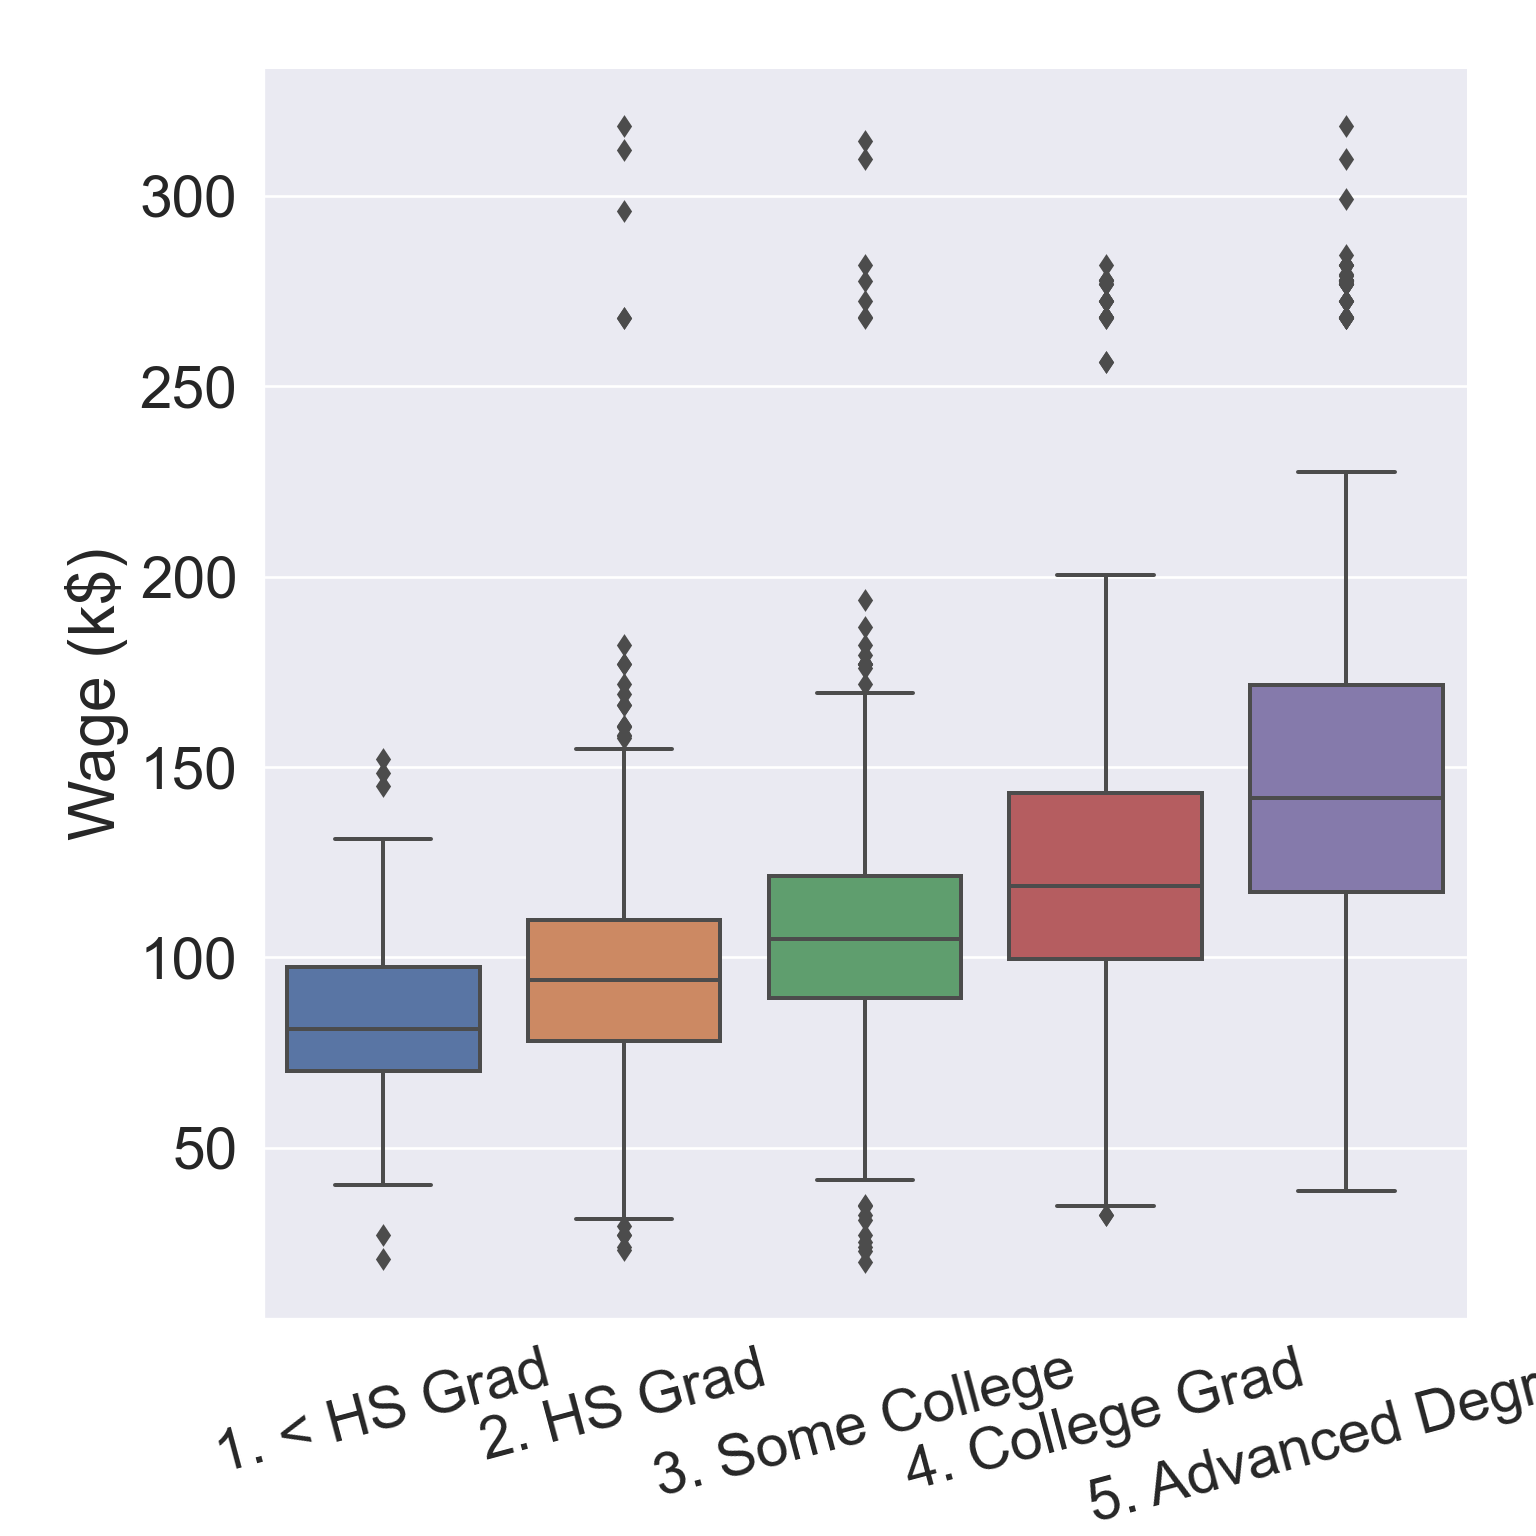 Wage (k$)
300
250
200
150
100
50
1. < HS Grad
2. HS Grad
3. Some College
4. College Grad
5. Advanced Degr